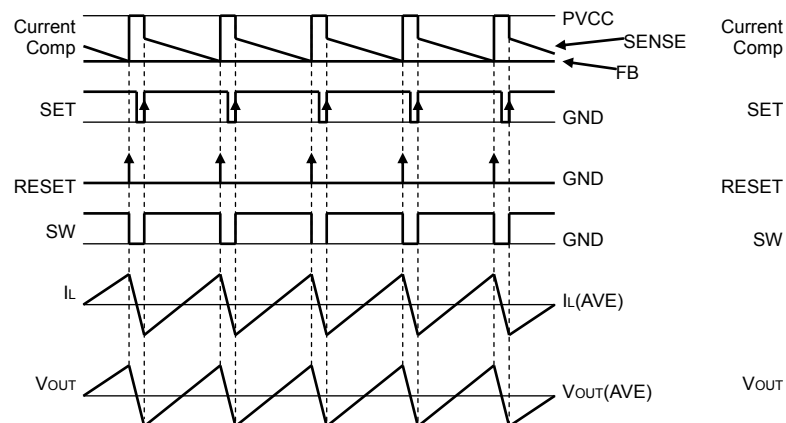 Current
Comp
PVCC
SENSE
FB
SET
GND
RESET
GND
SW
GND
IL
IL(AVE)
VOUT
VOUT(AVE)
Current
Comp
SET
RESET
SW
VOUT